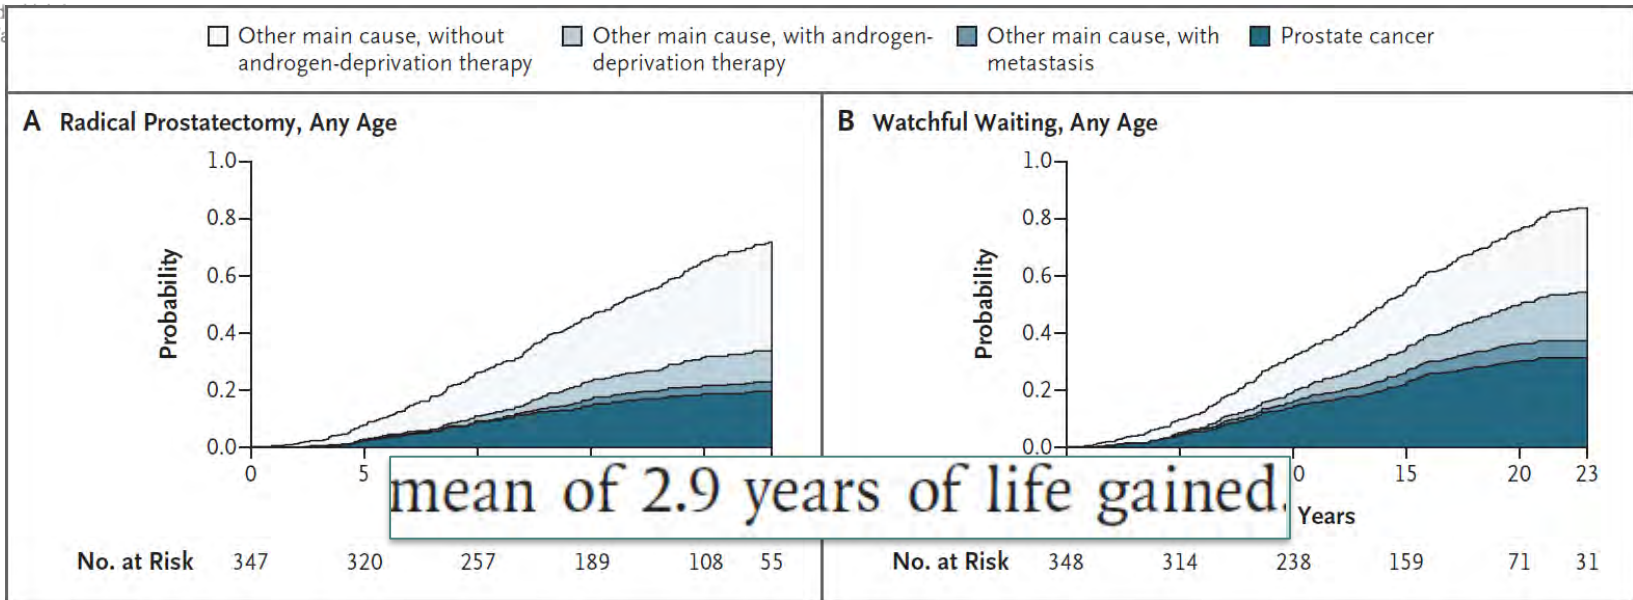 Other main cause, without androgen-deprivation therapy
Other main cause, with androgen-deprivation therapy
Other main cause, with metastasis
Prostate cancer
A Radical Prostatectomy, Any Age
Probability
1.0
0.8
0.6
0.4
0.2
0.0
0 5
No. at Risk 347 320 257 189 108 55
B Watchful Waiting, Any Age
Probability
1.0
0.8
0.6
0.4
0.2
0.0
0 15 20 23
Years
No. at Risk 348 314 238 159 71 31
mean of 2.9 years of life gained.